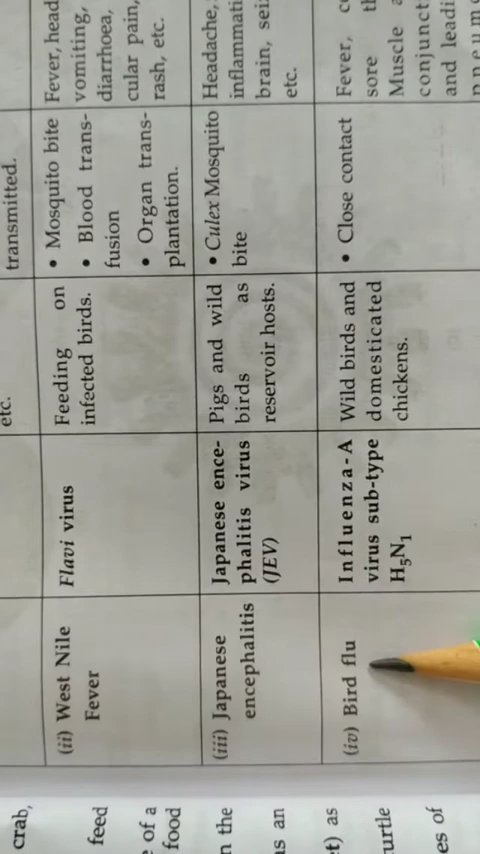 (ii) West Nile
Fever
Flavi virus
Feeding on
infected birds.
• Mosquito bite
• Blood trans-
fusion
• Organ trans-
plantation.
Fever, head
vomiting,
diarrhoea,
cular pain,
rash, etc.
(iii) Japanese
encephalitis
Japanese ence-
phalitis virus
(JEV)
Pigs and wild
birds as
reservoir hosts.
• Culex Mosquito
bite
Headache,
inflammati
brain, sei
etc.
(iv) Bird flu
Influenza-A
virus sub-type
H₅N₁
Wild birds and
domesticated
chickens.
• Close contact
Fever, c
sore th
Muscle a
conjunct
and leadi
pneum
etc.
transmitted.
crab,
feed
of a
food
n the
as an
et) as
urtle
es of